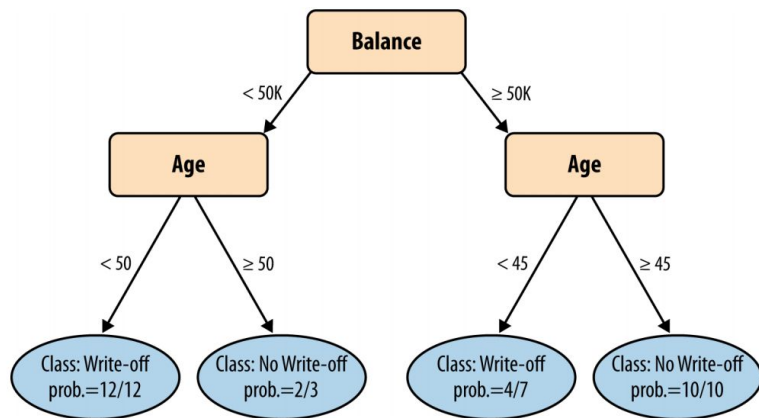 Balance
< 50K
≥ 50K
Age
Age
< 50
≥ 50
< 45
≥ 45
Class: Write-off
prob.=12/12
Class: No Write-off
prob.=2/3
Class: Write-off
prob.=4/7
Class: No Write-off
prob.=10/10